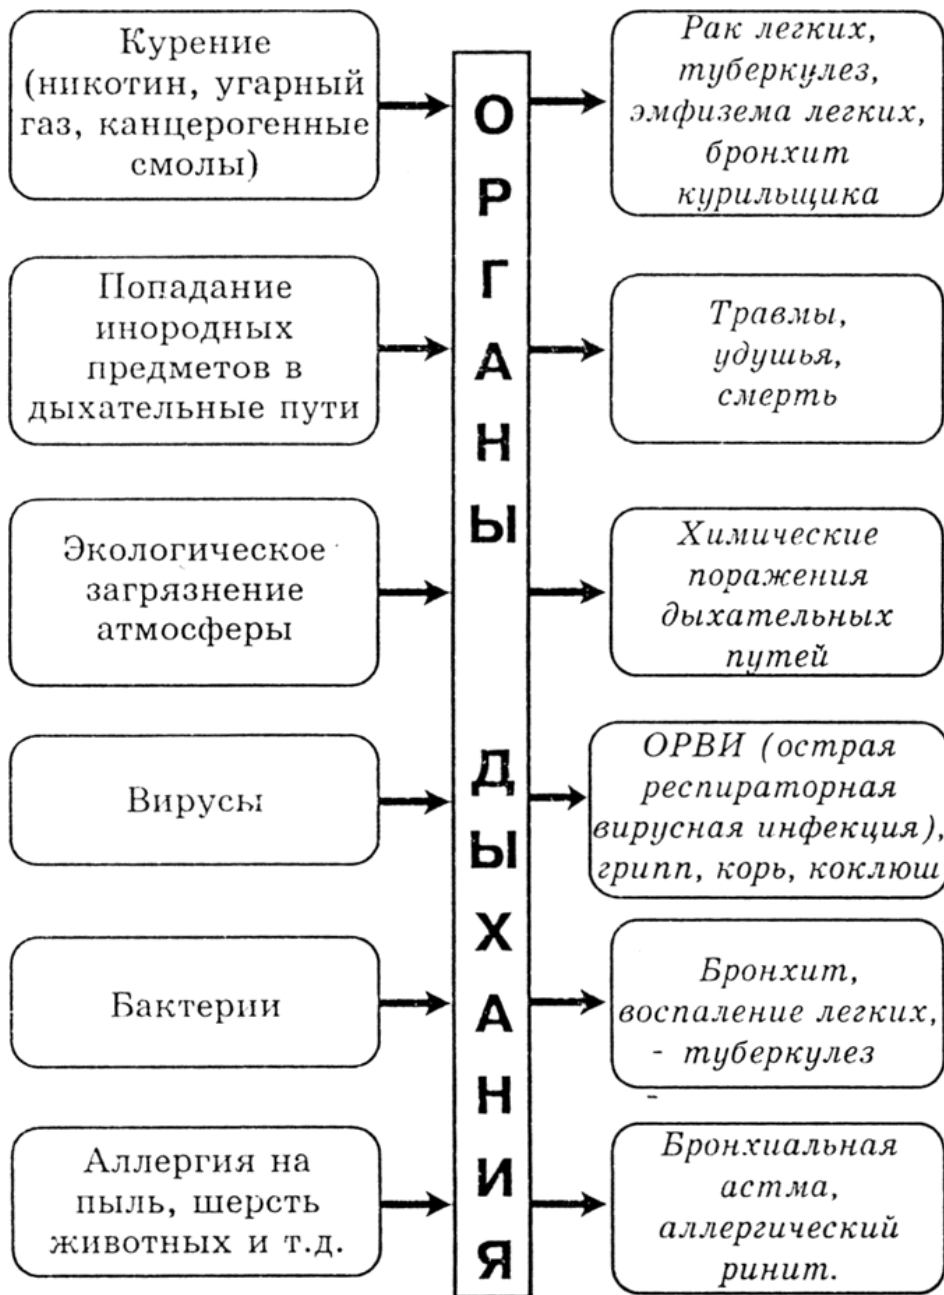 Курение
(никотин, угарный
газ, канцерогенные
смолы)
Рак легких,
туберкулез,
эмфизема легких,
бронхит
курильщика
Попадание
инородных
предметов в
дыхательные пути
Травмы,
удушья,
смерть
Экологическое
загрязнение
атмосферы
Химические
поражения
дыхательных
путей
Вирусы
ОРВИ (острая
респираторная
вирусная инфекция),
грипп, корь, коклюш
Бактерии
Бронхит,
воспаление легких,
- туберкулез
Аллергия на
пыль, шерсть
животных и т.д.
Бронхиальная
астма,
аллергический
ринит.
ОРГАНЫ ДЫХАНИЯ